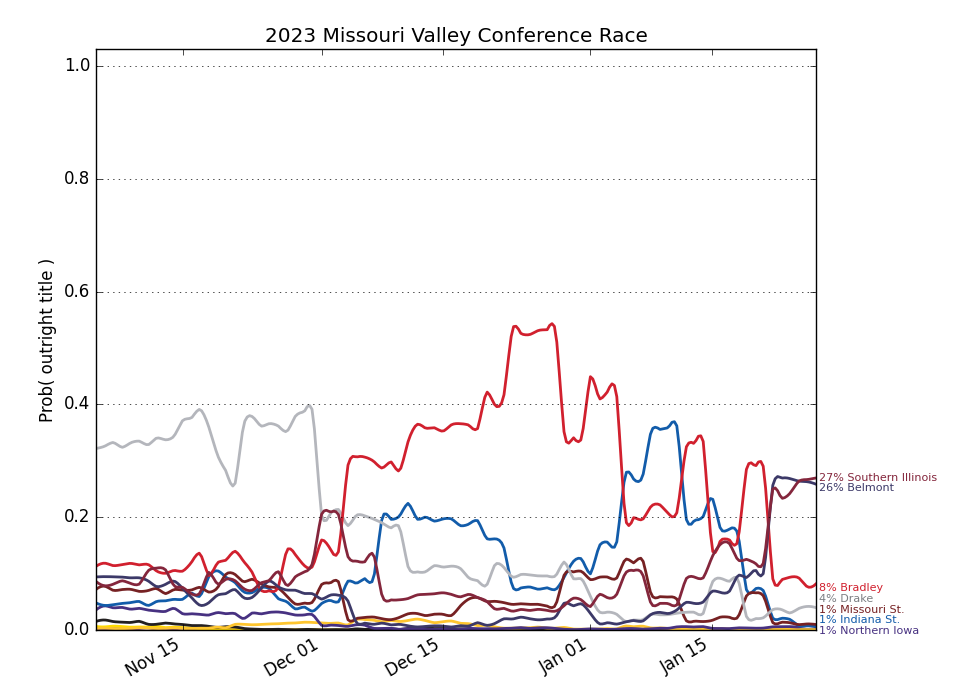 2023 Missouri Valley Conference Race
Prob( outright title )
1.0
0.8
0.6
0.4
0.2
0.0
27% Southern Illinois
26% Belmont
8% Bradley
4% Drake
1% Missouri St.
1% Indiana St.
1% Northern Iowa
Nov 15
Dec 01
Dec 15
Jan 01
Jan 15